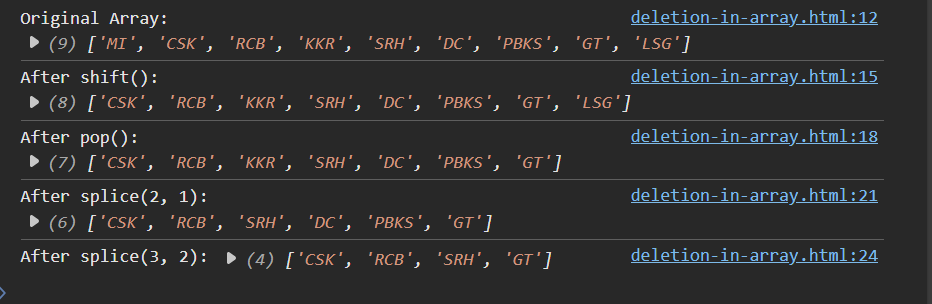 Original Array: deletion-in-array.html:12
▶ (9) ['MI', 'CSK', 'RCB', 'KKR', 'SRH', 'DC', 'PBKS', 'GT', 'LSG']
After shift(): deletion-in-array.html:15
▶ (8) ['CSK', 'RCB', 'KKR', 'SRH', 'DC', 'PBKS', 'GT', 'LSG']
After pop(): deletion-in-array.html:18
▶ (7) ['CSK', 'RCB', 'KKR', 'SRH', 'DC', 'PBKS', 'GT']
After splice(2, 1): deletion-in-array.html:21
▶ (6) ['CSK', 'RCB', 'SRH', 'DC', 'PBKS', 'GT']
After splice(3, 2): ▶ (4) ['CSK', 'RCB', 'SRH', 'GT'] deletion-in-array.html:24